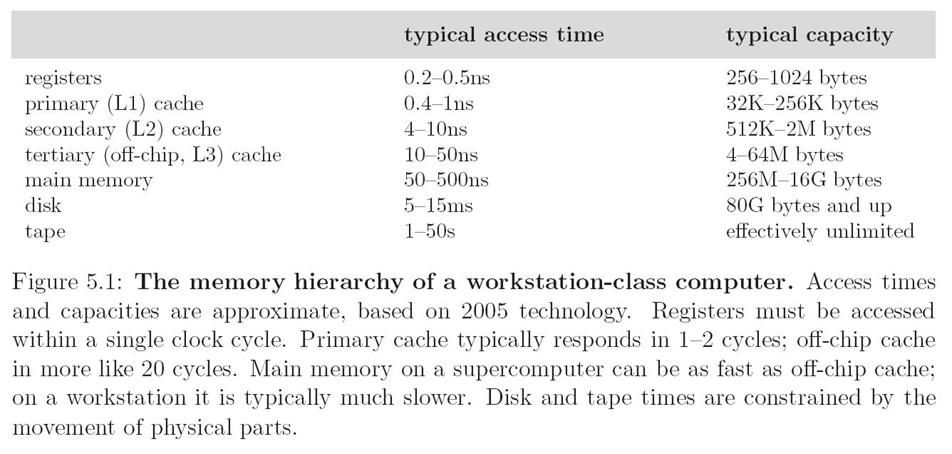 typical access time typical capacity
registers 0.2–0.5ns 256–1024 bytes
primary (L1) cache 0.4–1ns 32K–256K bytes
secondary (L2) cache 4–10ns 512K–2M bytes
tertiary (off-chip, L3) cache 10–50ns 4–64M bytes
main memory 50–500ns 256M–16G bytes
disk 5–15ms 80G bytes and up
tape 1–50s effectively unlimited
Figure 5.1: The memory hierarchy of a workstation-class computer. Access times
and capacities are approximate, based on 2005 technology. Registers must be accessed
within a single clock cycle. Primary cache typically responds in 1–2 cycles; off-chip cache
in more like 20 cycles. Main memory on a supercomputer can be as fast as off-chip cache;
on a workstation it is typically much slower. Disk and tape times are constrained by the
movement of physical parts.